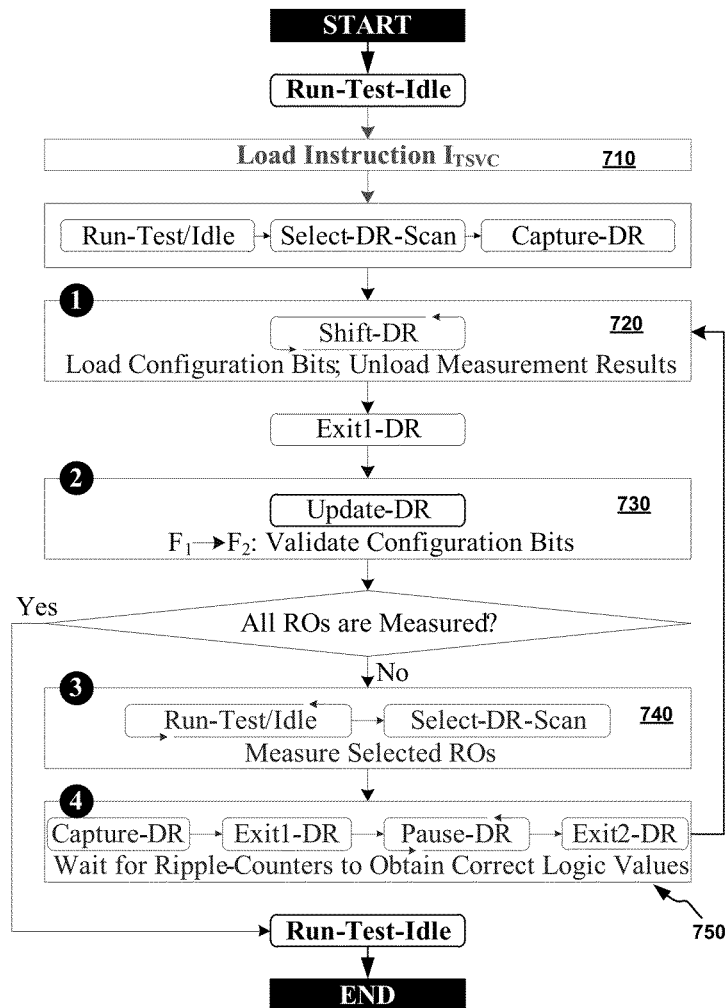 START
Run-Test-Idle
Load Instruction I_TSVC 710
Run-Test/Idle Select-DR-Scan Capture-DR
1
Shift-DR 720
Load Configuration Bits; Unload Measurement Results
Exit1-DR
2
Update-DR 730
F1→F2: Validate Configuration Bits
Yes
All ROs are Measured?
No
3
Run-Test/Idle Select-DR-Scan 740
Measure Selected ROs
4
Capture-DR Exit1-DR Pause-DR Exit2-DR
Wait for Ripple-Counters to Obtain Correct Logic Values
750
Run-Test-Idle
END